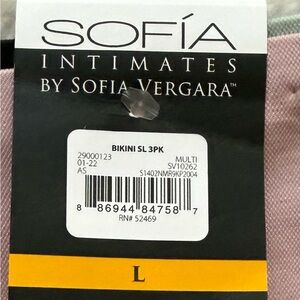 SOFÍA
INTIMATES
BY SOFIA VERGARA™
BIKINI SL 3PK
29000123 MULTI
01-22 SV10262
AS S1402NMR9KP2004
8 86944 84758 7
RN# 52469
L